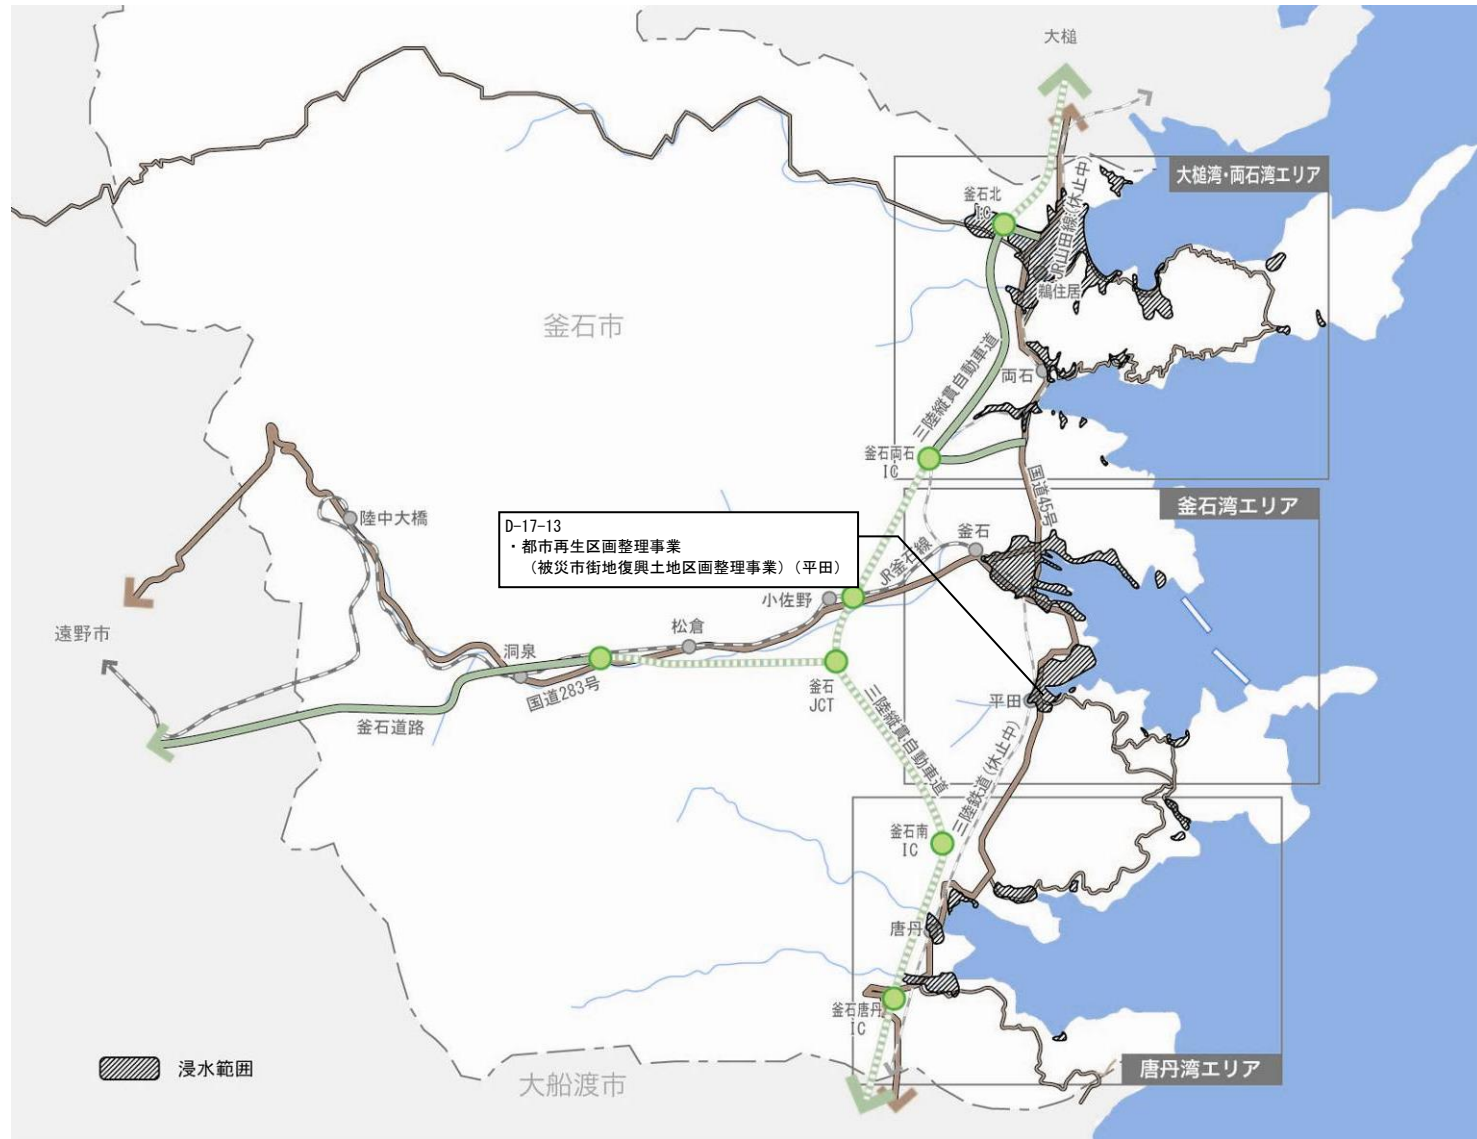 大槌
大槌湾・両石湾エリア
釜石北
IC
JR山田線(休止中)
鵜住居
釜石市
三陸縦貫自動車道
両石
釜石両石
IC
国道45号
釜石湾エリア
陸中大橋
D-17-13
・都市再生区画整理事業
（被災市街地復興土地区画整理事業）（平田）
釜石
JR釜石線
小佐野
遠野市
松倉
洞泉
国道283号
釜石
JCT
釜石道路
三陸縦貫自動車道
平田
三陸鉄道(休止中)
釜石南
IC
唐丹
釜石唐丹
IC
浸水範囲
大船渡市
唐丹湾エリア